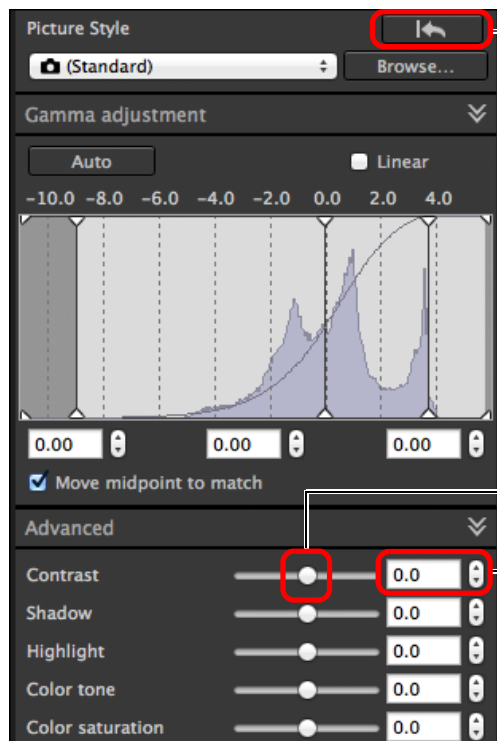 Picture Style
(Standard) Browse...
Gamma adjustment
Auto Linear
-10.0 -8.0 -6.0 -4.0 -2.0 0.0 2.0 4.0
0.00 0.00 0.00
Move midpoint to match
Advanced
Contrast 0.0
Shadow 0.0
Highlight 0.0
Color tone 0.0
Color saturation 0.0